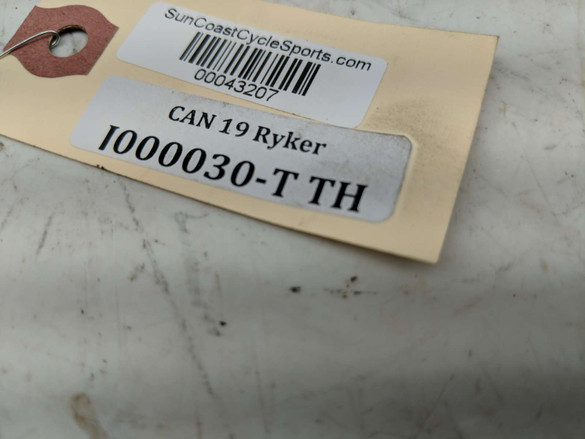 SunCoastCycleSports.com
00043207
CAN 19 Ryker
J000030-T TH